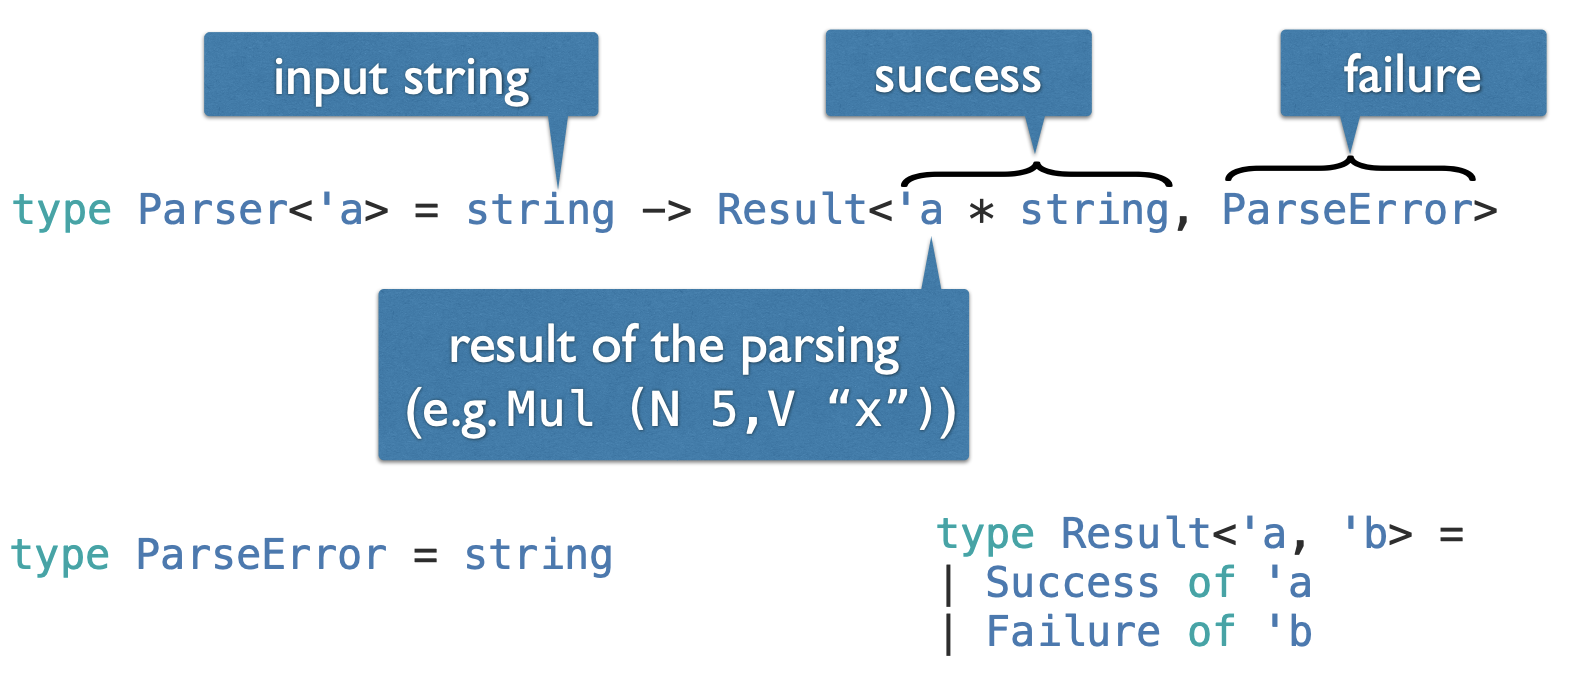 input string
success
failure
type Parser<'a> = string -> Result<'a * string, ParseError>
result of the parsing
(e.g. Mul (N 5,V “x”))
type ParseError = string
type Result<'a, 'b> =
| Success of 'a
| Failure of 'b